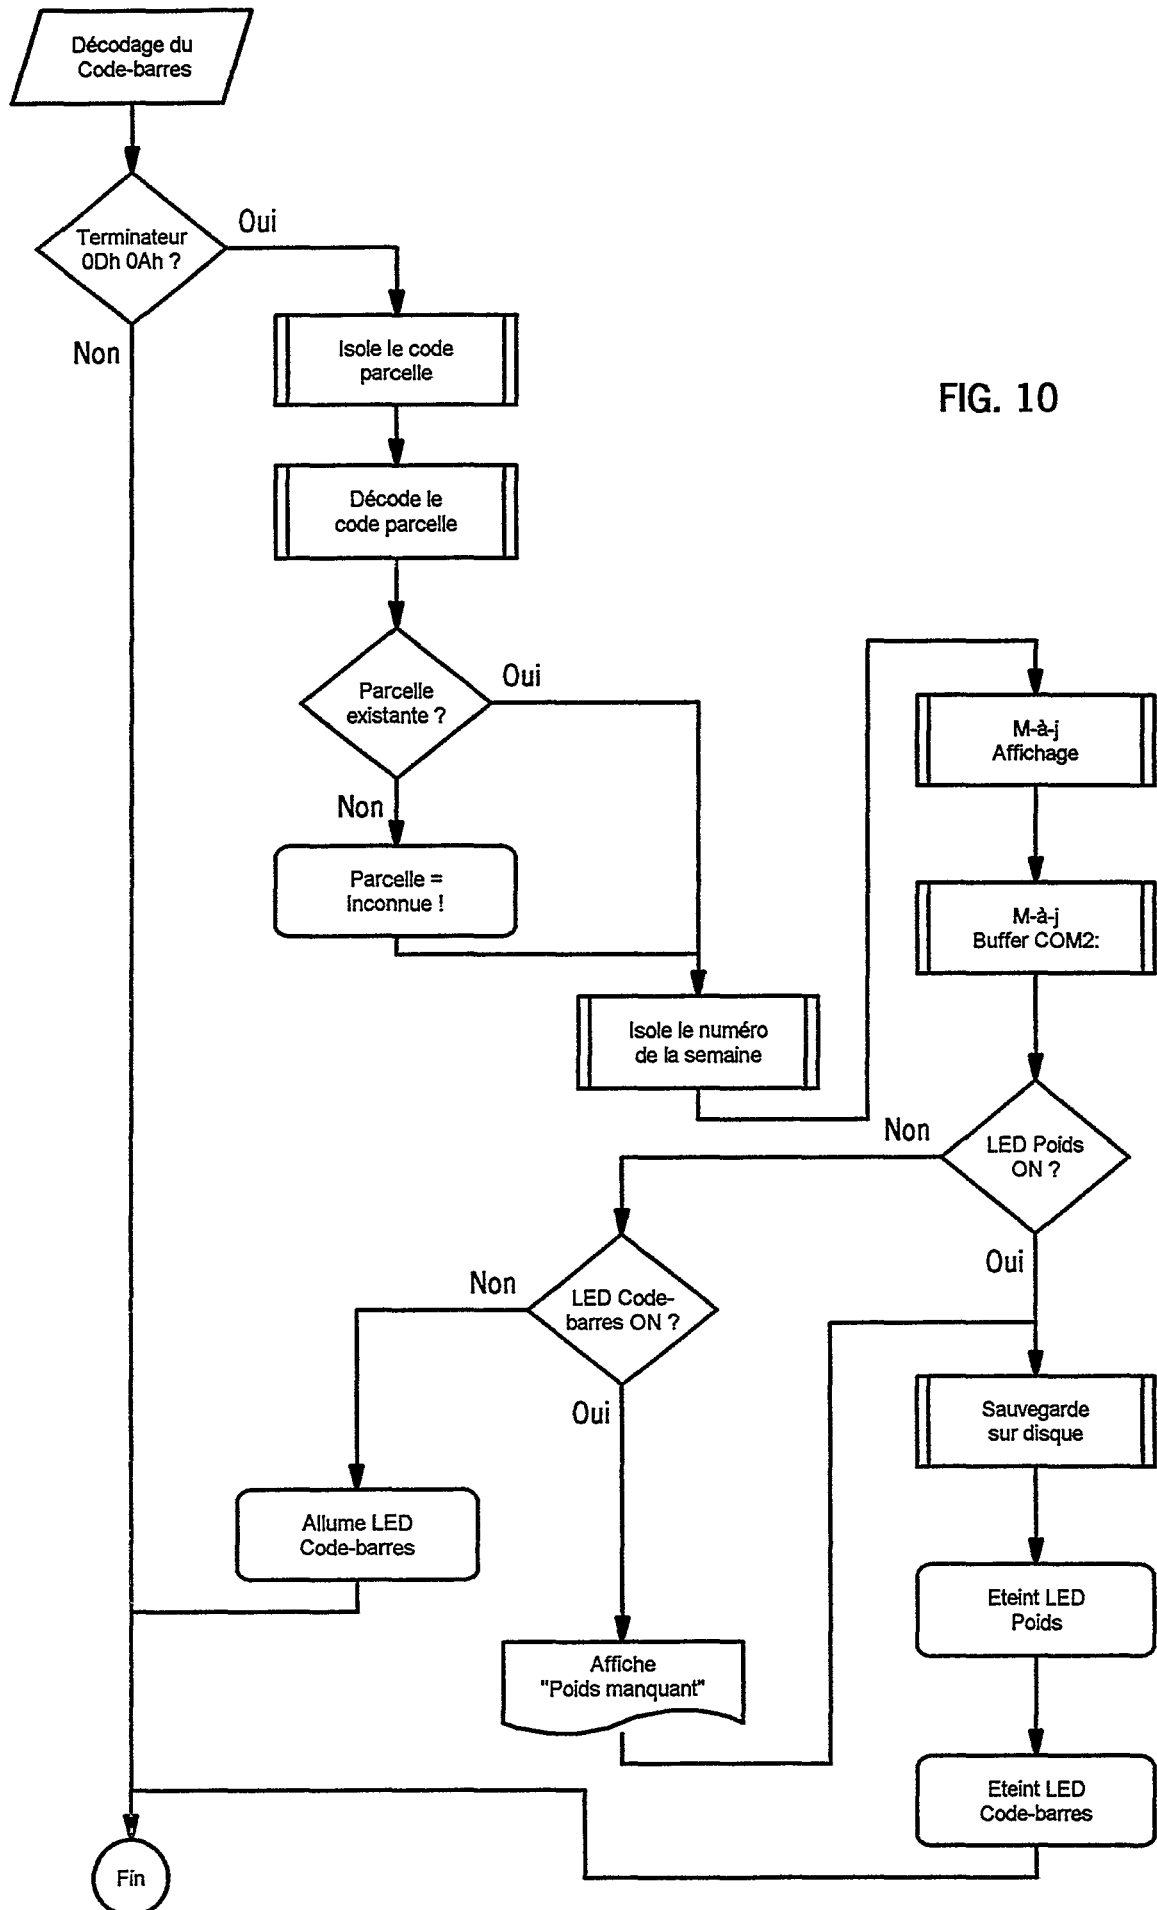 Décodage du
Code-barres
Terminateur
0Dh 0Ah ?
Oui
Non
Isole le code
parcelle
FIG. 10
Décode le
code parcelle
Parcelle
existante ?
Oui
Non
Parcelle =
Inconnue !
Isole le numéro
de la semaine
M-à-j
Affichage
M-à-j
Buffer COM2:
LED Poids
ON ?
Non
Oui
LED Code-
barres ON ?
Non
Oui
Allume LED
Code-barres
Affiche
"Poids manquant"
Sauvegarde
sur disque
Eteint LED
Poids
Eteint LED
Code-barres
Fin